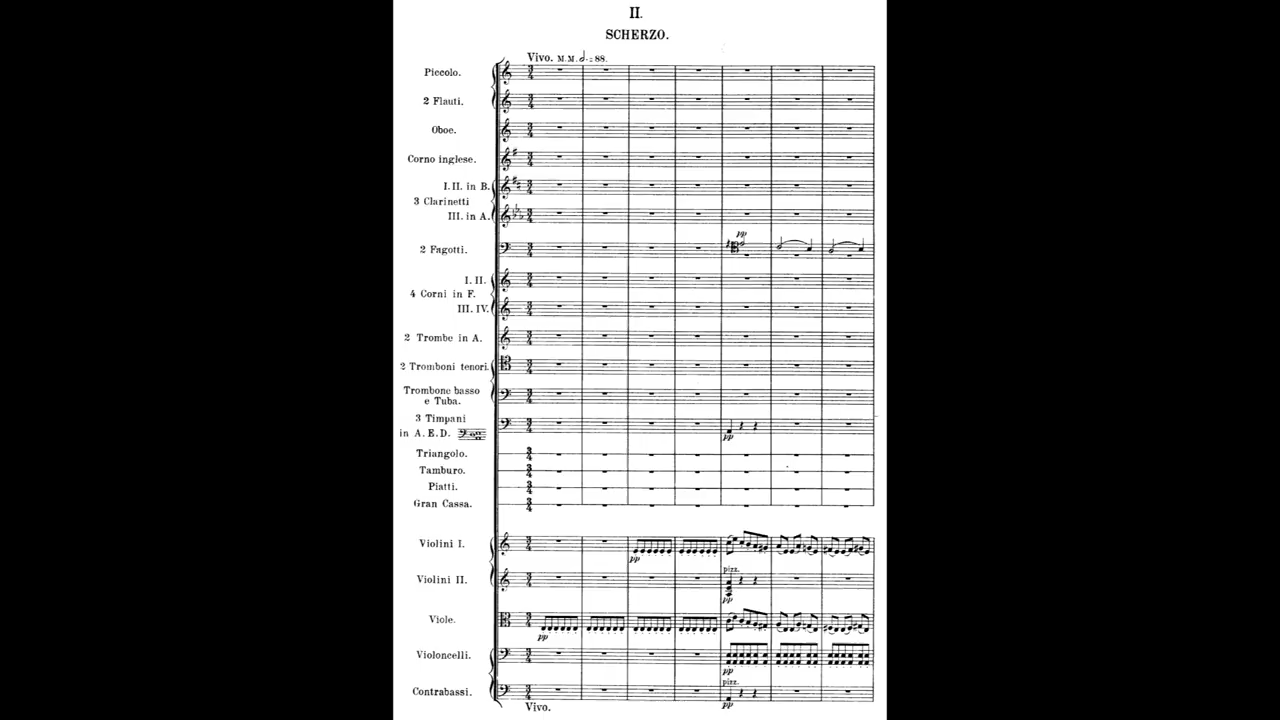 II.
SCHERZO.
Vivo. M.M. 𝅗𝅥. = 88.
Piccolo.
2 Flauti.
Oboe.
Corno inglese.
I. II. in B.
3 Clarinetti
III. in A.
2 Fagotti.
pp
I. II.
4 Corni in F.
III. IV.
2 Trombe in A.
2 Tromboni tenori.
Trombone basso
e Tuba.
3 Timpani
in A. E. D.
pp
Triangolo.
Tamburo.
Piatti.
Gran Cassa.
Violini I.
pp
Violini II.
pizz.
pp
Viole.
pp
Violoncelli.
pp
Contrabassi.
pizz.
pp
Vivo.